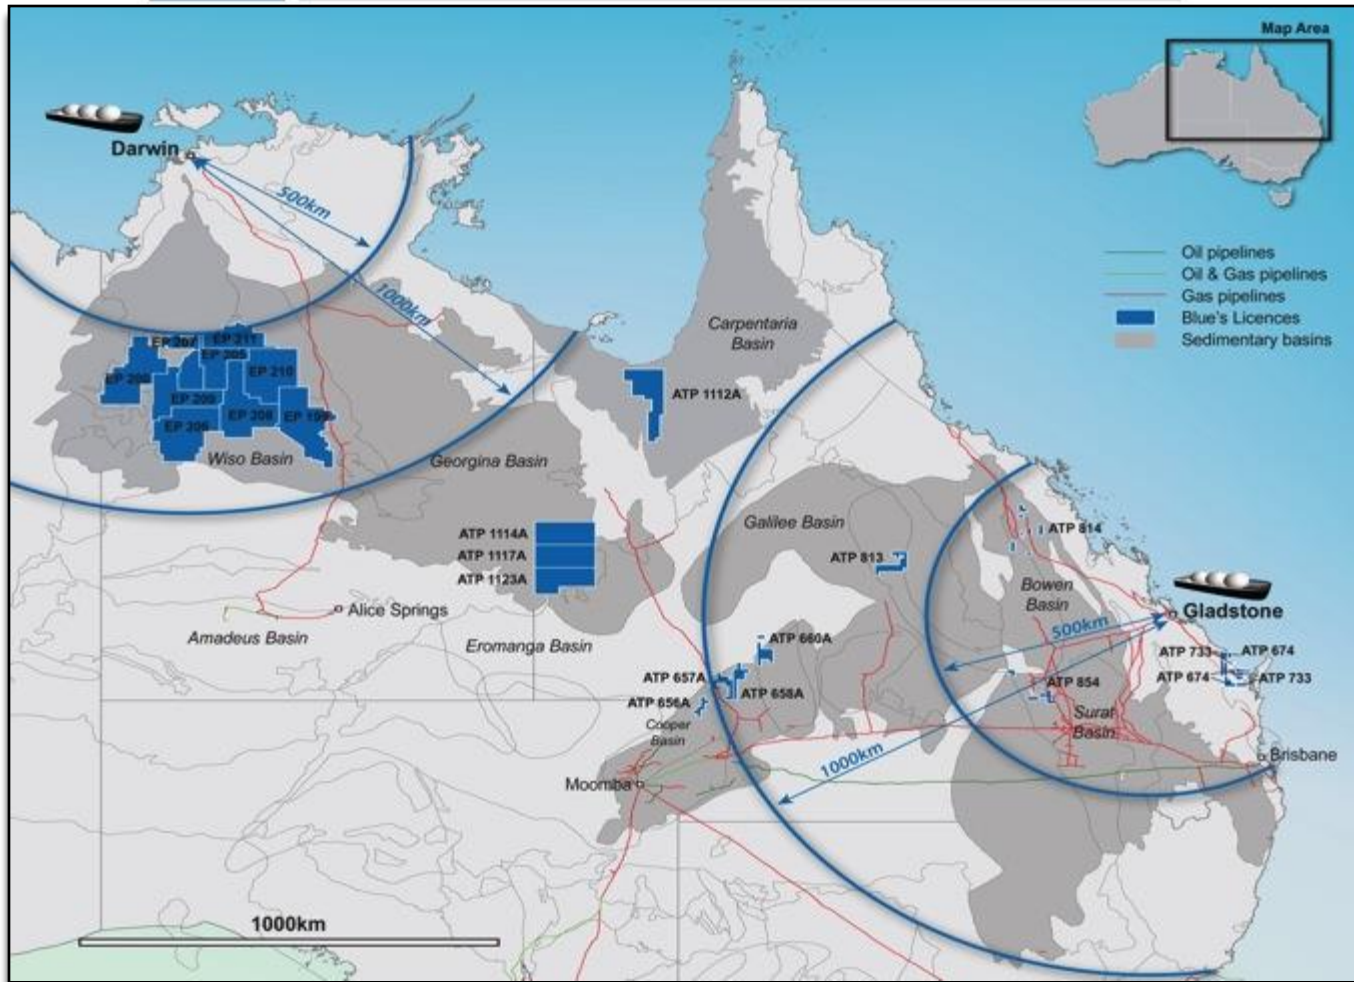 Map Area
Darwin
500km
1000km
Oil pipelines
Oil & Gas pipelines
Gas pipelines
Blue's Licences
Sedimentary basins
Carpentaria
Basin
EP 207
EP 211
EP 205
EP 210
EP 209
EP 208
EP 206
Wiso Basin
Georgina Basin
ATP 1112A
Galilee Basin
ATP 1114A
ATP 1117A
ATP 1123A
ATP 813
ATP 814
Bowen
Basin
Gladstone
500km
Alice Springs
Amadeus Basin
Eromanga Basin
ATP 660A
ATP 657A
ATP 658A
ATP 656A
Cooper
Basin
ATP 733
ATP 674
ATP 674
ATP 733
ATP 854
Surat
Basin
1000km
Brisbane
Moomba
1000km